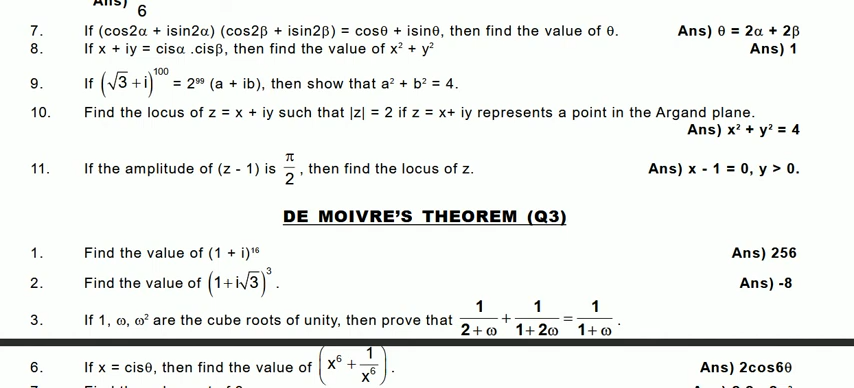 Ans)
6
7. If (cos2α + isin2α) (cos2β + isin2β) = cosθ + isinθ, then find the value of θ. Ans) θ = 2α + 2β
8. If x + iy = cisα .cisβ, then find the value of x² + y² Ans) 1
9. If (√3 + i)¹⁰⁰ = 2⁹⁹ (a + ib), then show that a² + b² = 4.
10. Find the locus of z = x + iy such that |z| = 2 if z = x+ iy represents a point in the Argand plane.
Ans) x² + y² = 4
11. If the amplitude of (z - 1) is π/2, then find the locus of z. Ans) x - 1 = 0, y > 0.
DE MOIVRE'S THEOREM (Q3)
1. Find the value of (1 + i)¹⁶ Ans) 256
2. Find the value of (1+i√3)³. Ans) -8
3. If 1, ω, ω² are the cube roots of unity, then prove that 1/(2+ω) + 1/(1+2ω) = 1/(1+ω).
6. If x = cisθ, then find the value of (x⁶ + 1/x⁶). Ans) 2cos6θ